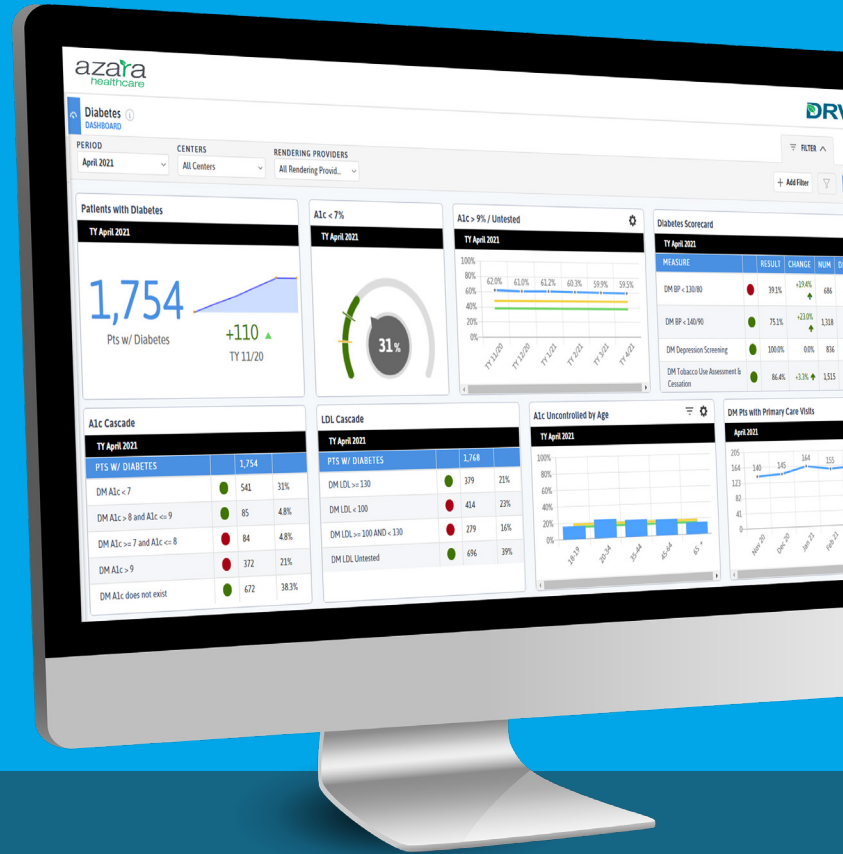 azara
healthcare
DRV
Diabetes
DASHBOARD
FILTER
PERIOD
CENTERS
RENDERING PROVIDERS
April 2021
All Centers
All Rendering Provid..
+ Add Filter
Patients with Diabetes
TY April 2021
1,754
Pts w/ Diabetes
+110
TY 11/20
A1c < 7%
TY April 2021
31 %
A1c > 9% / Untested
TY April 2021
100%
80%
60%
40%
20%
0%
62.0% 61.0% 61.2% 60.3% 59.9% 59.5%
TY 11/20 TY 12/20 TY 1/21 TY 2/21 TY 3/21 TY 4/21
Diabetes Scorecard
TY April 2021
MEASURE RESULT CHANGE NUM
DM BP < 130/80 39.1% +19.4% 686
DM BP < 140/90 75.1% +23.0% 1,318
DM Depression Screening 100.0% 0.0% 836
DM Tobacco Use Assessment & Cessation 86.4% +3.3% 1,515
A1c Cascade
TY April 2021
PTS W/ DIABETES 1,754
DM A1c < 7 541 31%
DM A1c > 8 and A1c <= 9 85 4.8%
DM A1c >= 7 and A1c <= 8 84 4.8%
DM A1c > 9 372 21%
DM A1c does not exist 672 38.3%
LDL Cascade
TY April 2021
PTS W/ DIABETES 1,768
DM LDL >= 130 379 21%
DM LDL < 100 414 23%
DM LDL >= 100 AND < 130 279 16%
DM LDL Untested 696 39%
A1c Uncontrolled by Age
TY April 2021
100%
80%
60%
40%
20%
0%
18-19 20-34 35-44 45-64 65 +
DM Pts with Primary Care Visits
April 2021
205
164
123
82
41
0
140 145 164 155
Nov 20 Dec 20 Jan 21 Feb 21